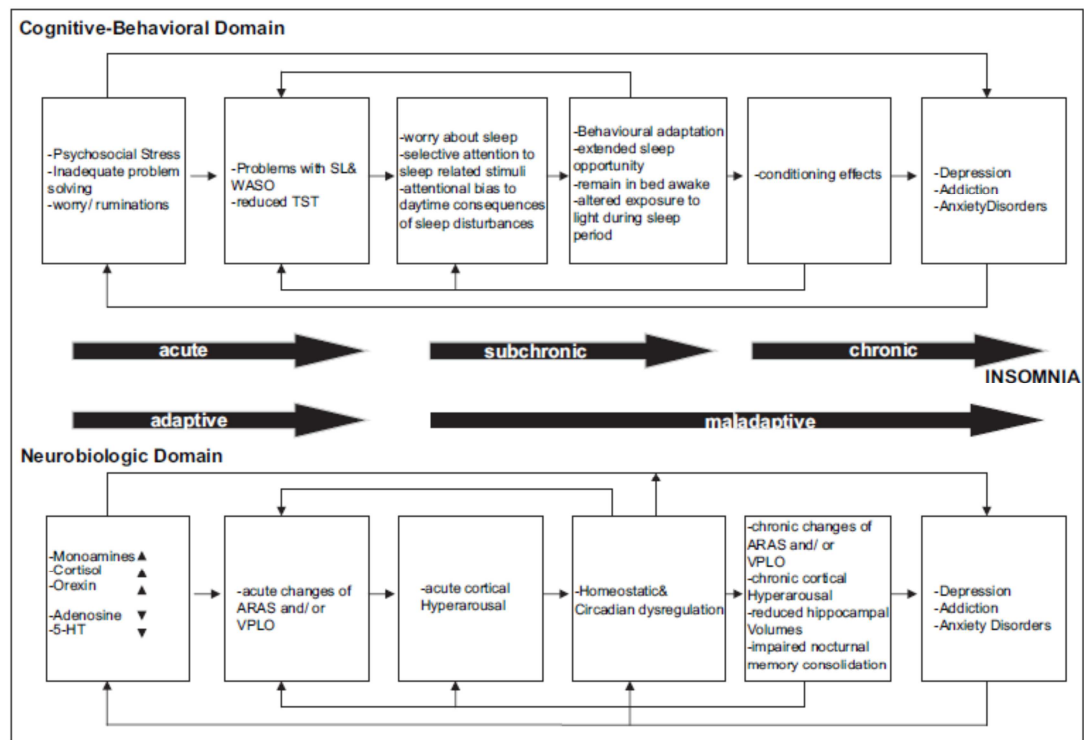 Cognitive-Behavioral Domain
-Psychosocial Stress
-Inadequate problem
solving
-worry/ ruminations
-Problems with SL&
WASO
-reduced TST
-worry about sleep
-selective attention to
sleep related stimuli
-attentional bias to
daytime consequences
of sleep disturbances
-Behavioural adaptation
-extended sleep
opportunity
-remain in bed awake
-altered exposure to
light during sleep
period
-conditioning effects
-Depression
-Addiction
-AnxietyDisorders
acute
subchronic
chronic
INSOMNIA
adaptive
maladaptive
Neurobiologic Domain
-Monoamines ▲
-Cortisol ▲
-Orexin ▲
-Adenosine ▼
-5-HT ▼
-acute changes of
ARAS and/ or
VPLO
-acute cortical
Hyperarousal
-Homeostatic&
Circadian dysregulation
-chronic changes of
ARAS and/ or
VPLO
-chronic cortical
Hyperarousal
-reduced hippocampal
Volumes
-impaired nocturnal
memory consolidation
-Depression
-Addiction
-Anxiety Disorders